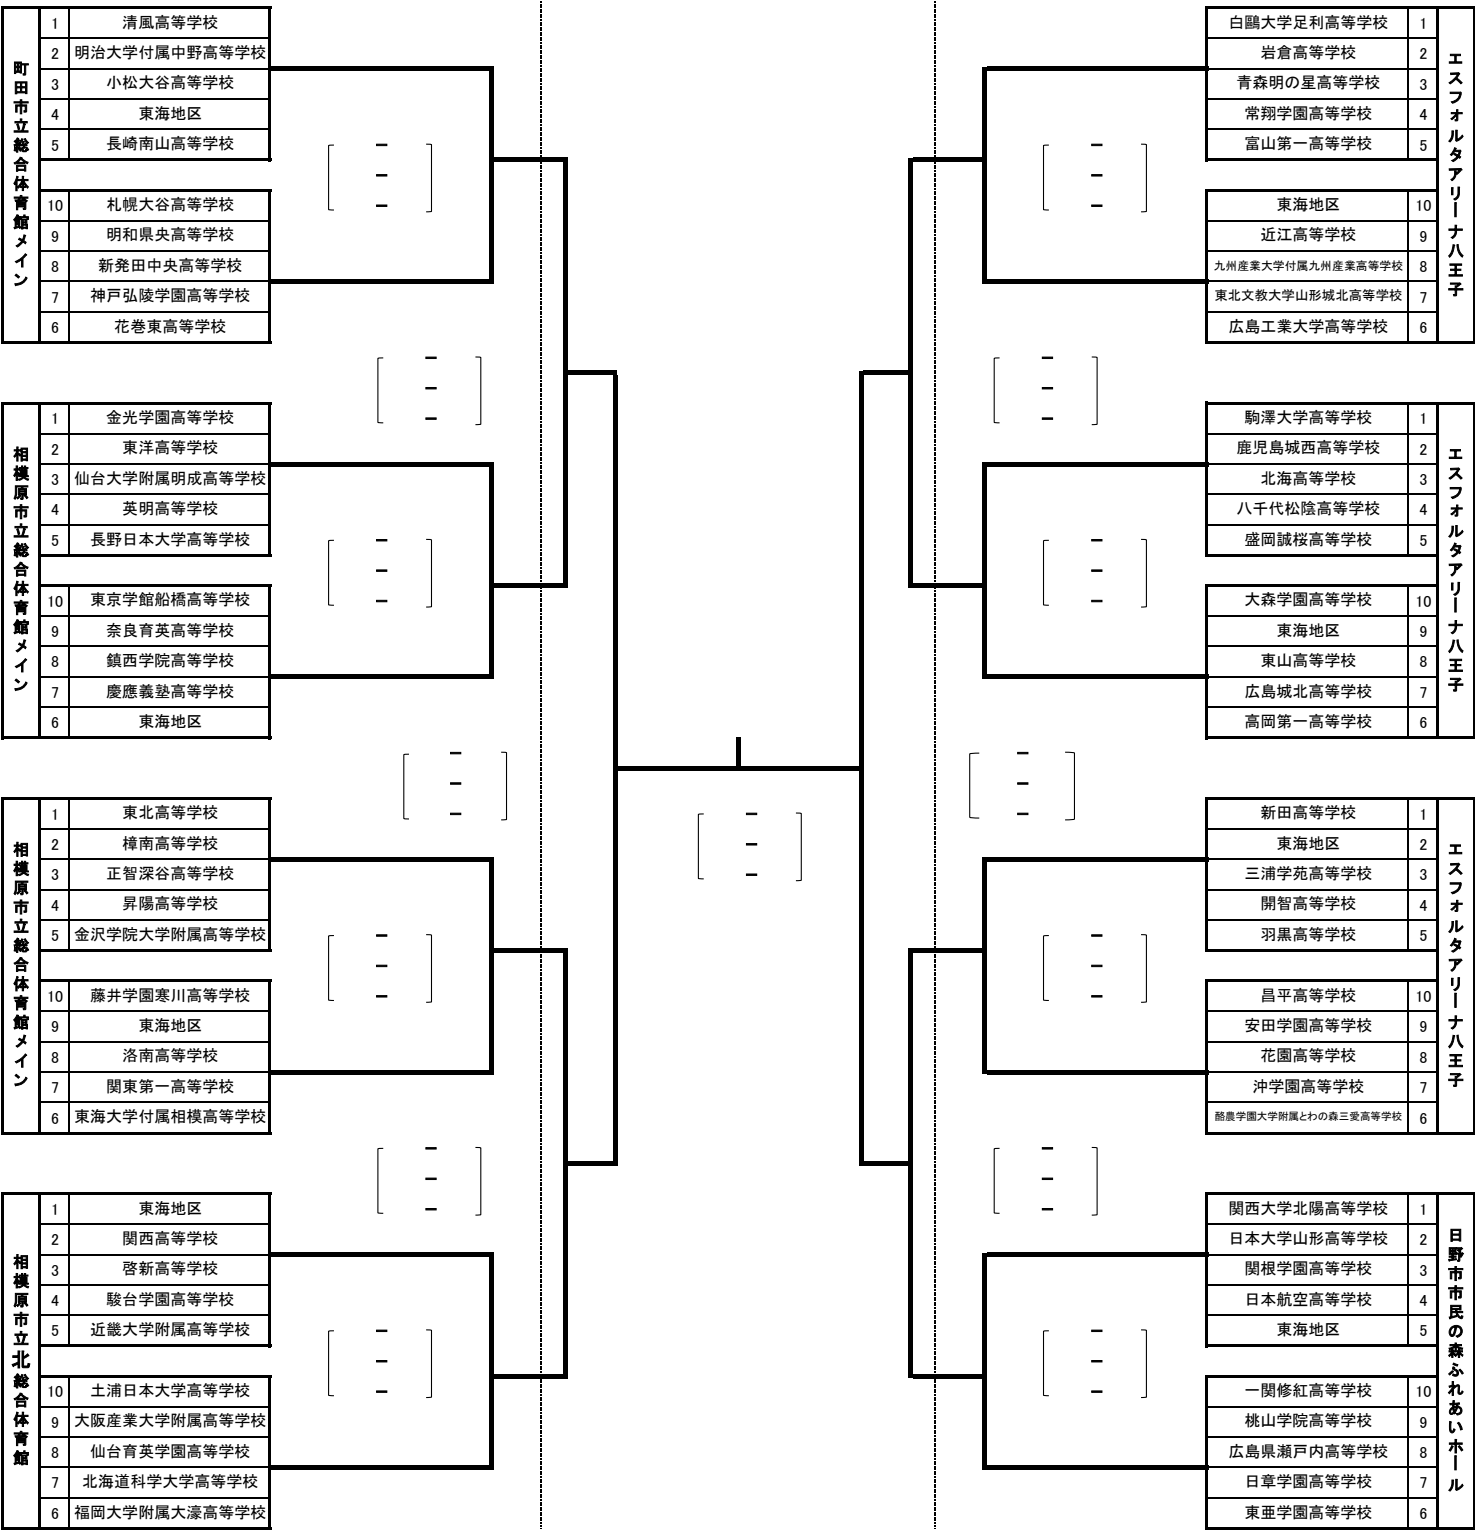 町田市立総合体育館メイン
1 清風高等学校
2 明治大学付属中野高等学校
3 小松大谷高等学校
4 東海地区
5 長崎南山高等学校
10 札幌大谷高等学校
9 明和県央高等学校
8 新発田中央高等学校
7 神戸弘陵学園高等学校
6 花巻東高等学校
相模原市立総合体育館メイン
1 金光学園高等学校
2 東洋高等学校
3 仙台大学附属明成高等学校
4 英明高等学校
5 長野日本大学高等学校
10 東京学館船橋高等学校
9 奈良育英高等学校
8 鎮西学院高等学校
7 慶應義塾高等学校
6 東海地区
相模原市立総合体育館メイン
1 東北高等学校
2 樟南高等学校
3 正智深谷高等学校
4 昇陽高等学校
5 金沢学院大学附属高等学校
10 藤井学園寒川高等学校
9 東海地区
8 洛南高等学校
7 関東第一高等学校
6 東海大学付属相模高等学校
相模原市立北総合体育館
1 東海地区
2 関西高等学校
3 啓新高等学校
4 駿台学園高等学校
5 近畿大学附属高等学校
10 土浦日本大学高等学校
9 大阪産業大学附属高等学校
8 仙台育英学園高等学校
7 北海道科学大学高等学校
6 福岡大学附属大濠高等学校
エスフォルタアリーナ八王子
白鷗大学足利高等学校 1
岩倉高等学校 2
青森明の星高等学校 3
常翔学園高等学校 4
富山第一高等学校 5
東海地区 10
近江高等学校 9
九州産業大学付属九州産業高等学校 8
東北文教大学山形城北高等学校 7
広島工業大学高等学校 6
エスフォルタアリーナ八王子
駒澤大学高等学校 1
鹿児島城西高等学校 2
北海高等学校 3
八千代松陰高等学校 4
盛岡誠桜高等学校 5
大森学園高等学校 10
東海地区 9
東山高等学校 8
広島城北高等学校 7
高岡第一高等学校 6
エスフォルタアリーナ八王子
新田高等学校 1
東海地区 2
三浦学苑高等学校 3
開智高等学校 4
羽黒高等学校 5
昌平高等学校 10
安田学園高等学校 9
花園高等学校 8
沖学園高等学校 7
酪農学園大学附属とわの森三愛高等学校 6
日野市市民の森ふれあいホール
関西大学北陽高等学校 1
日本大学山形高等学校 2
関根学園高等学校 3
日本航空高等学校 4
東海地区 5
一関修紅高等学校 10
桃山学院高等学校 9
広島県瀬戸内高等学校 8
日章学園高等学校 7
東亜学園高等学校 6